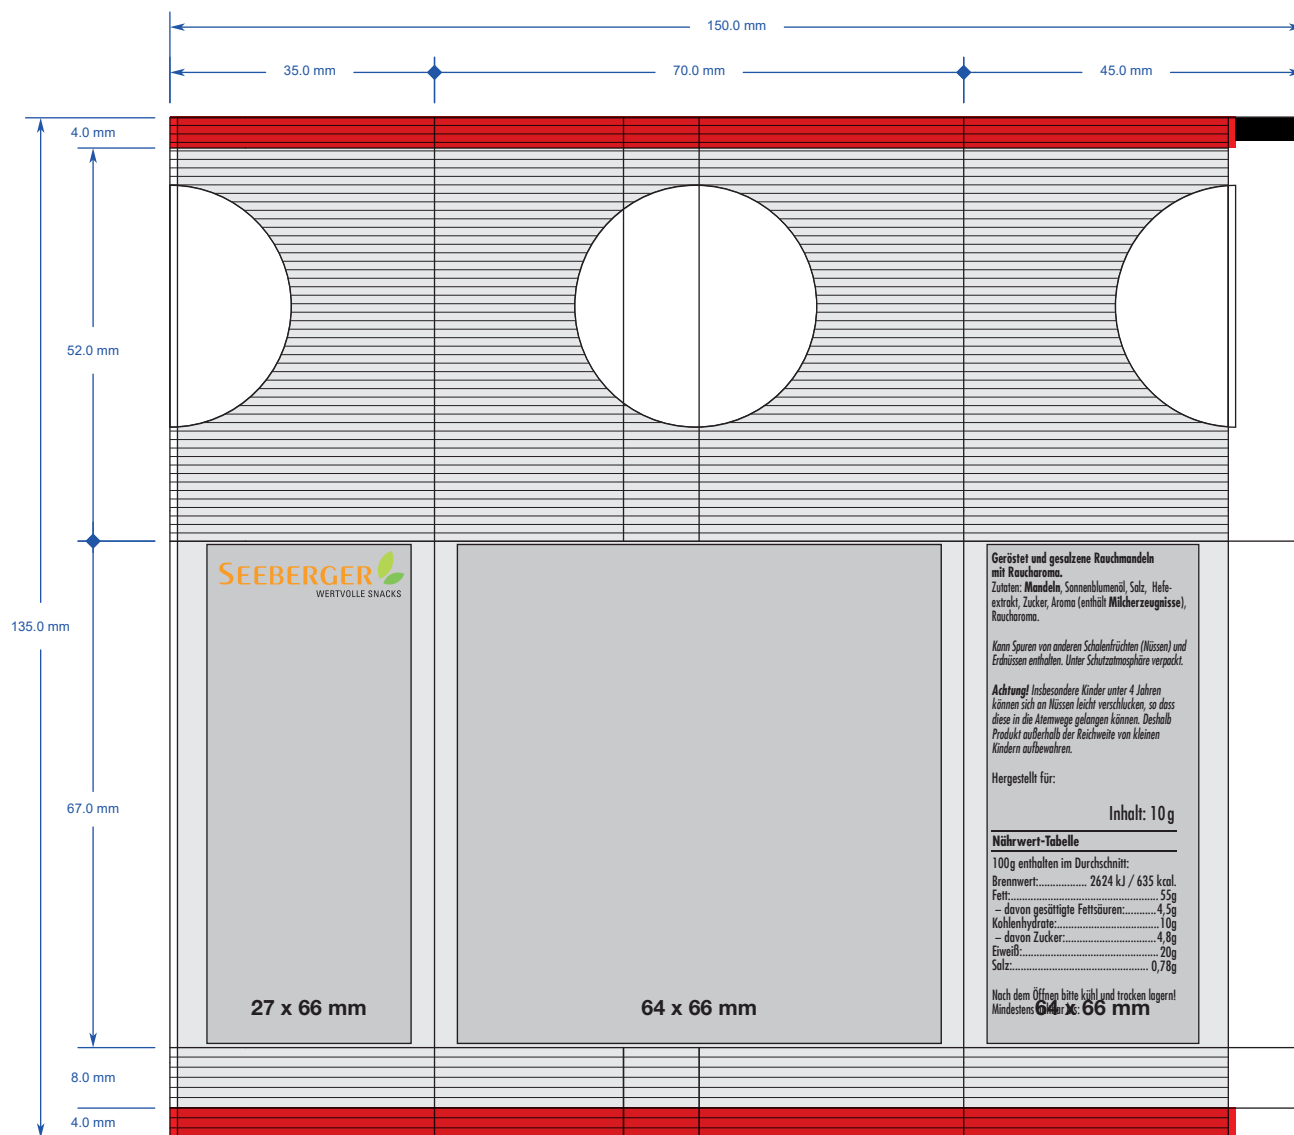 150.0 mm
35.0 mm
70.0 mm
45.0 mm
4.0 mm
52.0 mm
135.0 mm
67.0 mm
8.0 mm
4.0 mm
SEEBERGER
WERTVOLLE SNACKS
27 x 66 mm
64 x 66 mm
Geröstet und gesalzene Rauchmandeln
mit Raucharoma.
Zutaten: Mandeln, Sonnenblumenöl, Salz, Hefe-
extrakt, Zucker, Aroma (enthält Milcherzeugnisse),
Raucharoma.
Kann Spuren von anderen Schalenfrüchten (Nüssen) und
Erdnüssen enthalten. Unter Schutzatmosphäre verpackt.
Achtung! Insbesondere Kinder unter 4 Jahren
können sich an Nüssen leicht verschlucken, so dass
diese in die Atemwege gelangen können. Deshalb
Produkt außerhalb der Reichweite von kleinen
Kindern aufbewahren.
Hergestellt für:
Inhalt: 10 g
Nährwert-Tabelle
100g enthalten im Durchschnitt:
Brennwert:................. 2624 kJ / 635 kcal.
Fett:.................................................... 55g
– davon gesättigte Fettsäuren:...........4,5g
Kohlenhydrate:....................................10g
– davon Zucker:................................4,8g
Eiweiß:................................................ 20g
Salz:................................................ 0,78g
Nach dem Öffnen bitte kühl und trocken lagern!
Mindestens haltbar bis:
64 x 66 mm